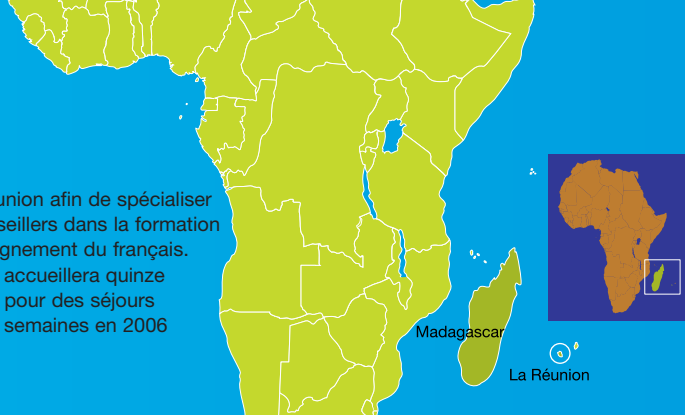 union afin de spécialiser
seillers dans la formation
gnement du français.
accueillera quinze
pour des séjours
semaines en 2006
Madagascar
La Réunion